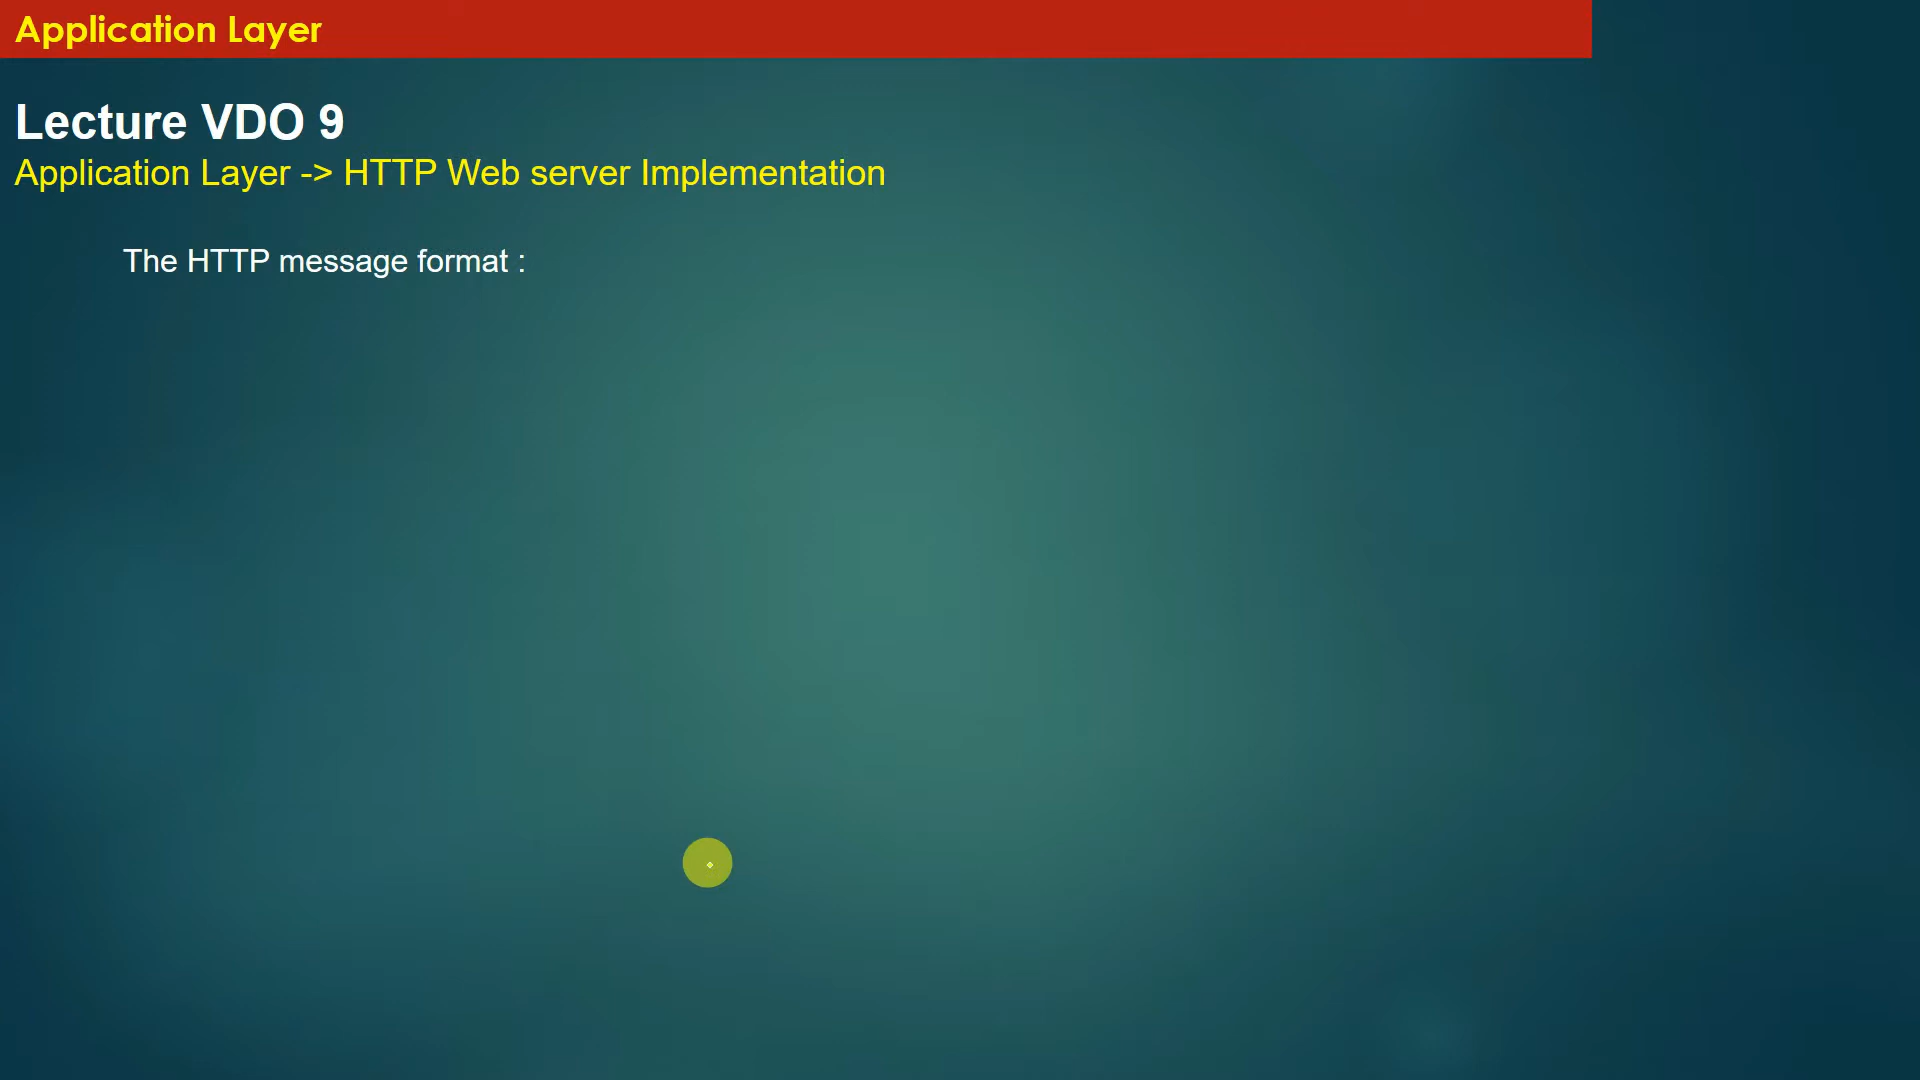 Application Layer
Lecture VDO 9
Application Layer -> HTTP Web server Implementation
The HTTP message format :